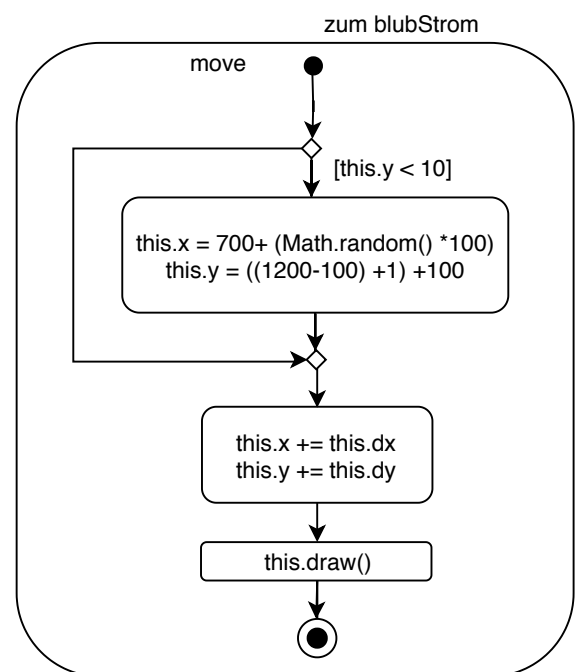 zum blubStrom
move
[this.y < 10]
this.x = 700+ (Math.random() *100)
this.y = ((1200-100) +1) +100
this.x += this.dx
this.y += this.dy
this.draw()